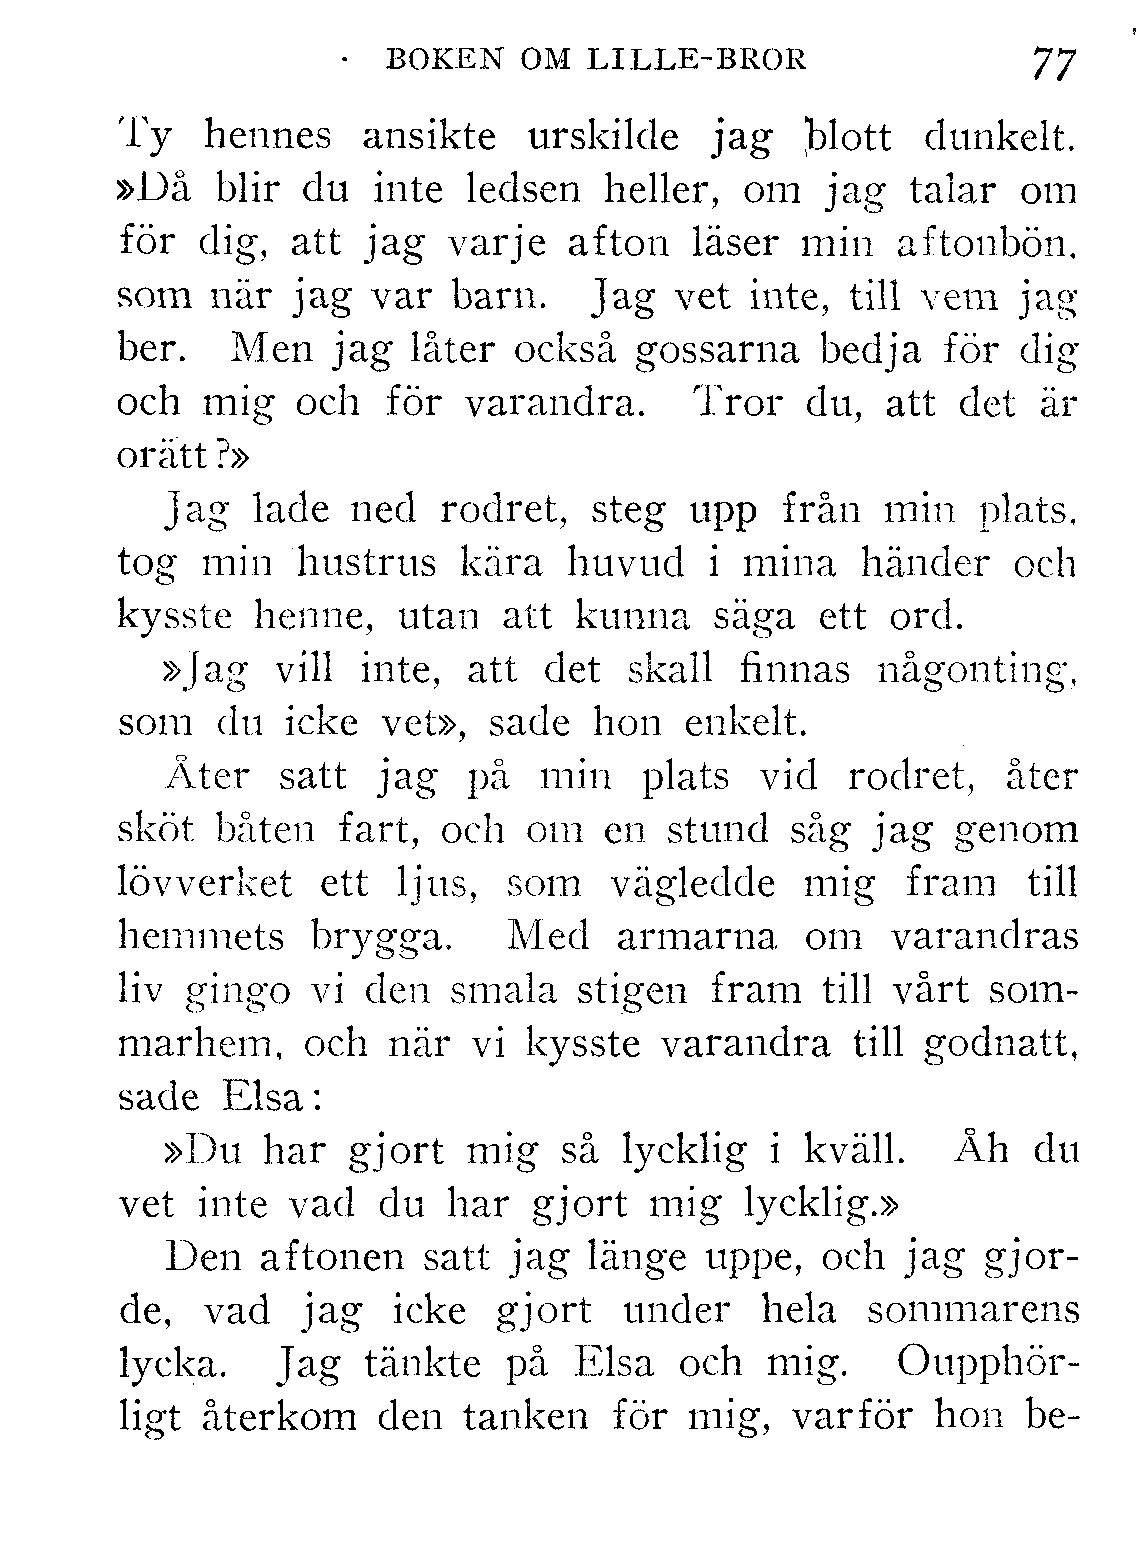 BOKEN OM LILLE-BROR 77
Ty hennes ansikte urskilde jag blott dunkelt.
»Då blir du inte ledsen heller, om jag talar om
för dig, att jag varje afton läser min aftonbön,
som när jag var barn. Jag vet inte, till vem jag
ber. Men jag låter också gossarna bedja för dig
och mig och för varandra. Tror du, att det är
orätt?»
Jag lade ned rodret, steg upp från min plats,
tog min hustrus kära huvud i mina händer och
kysste henne, utan att kunna säga ett ord.
»Jag vill inte, att det skall finnas någonting,
som du icke vet», sade hon enkelt.
Åter satt jag på min plats vid rodret, åter
sköt båten fart, och om en stund såg jag genom
lövverket ett ljus, som vägledde mig fram till
hemmets brygga. Med armarna om varandras
liv gingo vi den smala stigen fram till vårt som-
marhem, och när vi kysste varandra till godnatt,
sade Elsa:
»Du har gjort mig så lycklig i kväll. Åh du
vet inte vad du har gjort mig lycklig.»
Den aftonen satt jag länge uppe, och jag gjor-
de, vad jag icke gjort under hela sommarens
lycka. Jag tänkte på Elsa och mig. Oupphör-
ligt återkom den tanken för mig, varför hon be-